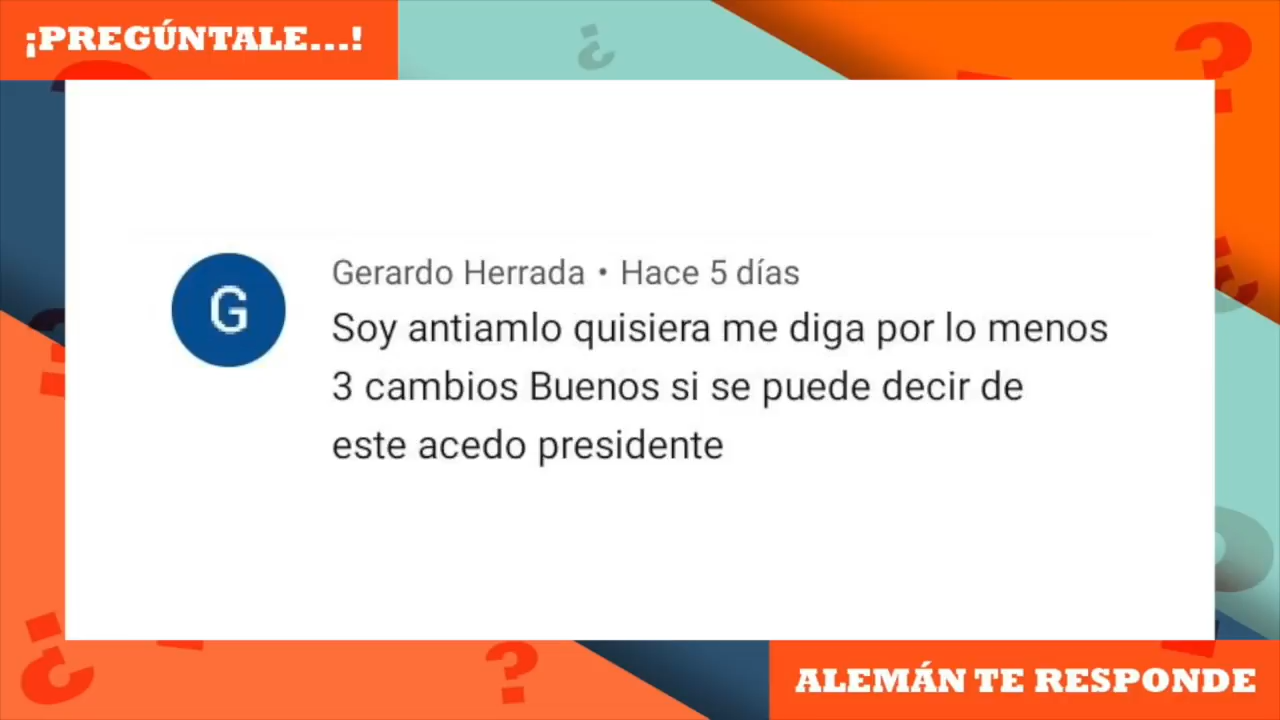 ¡PREGÚNTALE...!
G
Gerardo Herrada • Hace 5 días
Soy antiamlo quisiera me diga por lo menos
3 cambios Buenos si se puede decir de
este acedo presidente
ALEMÁN TE RESPONDE